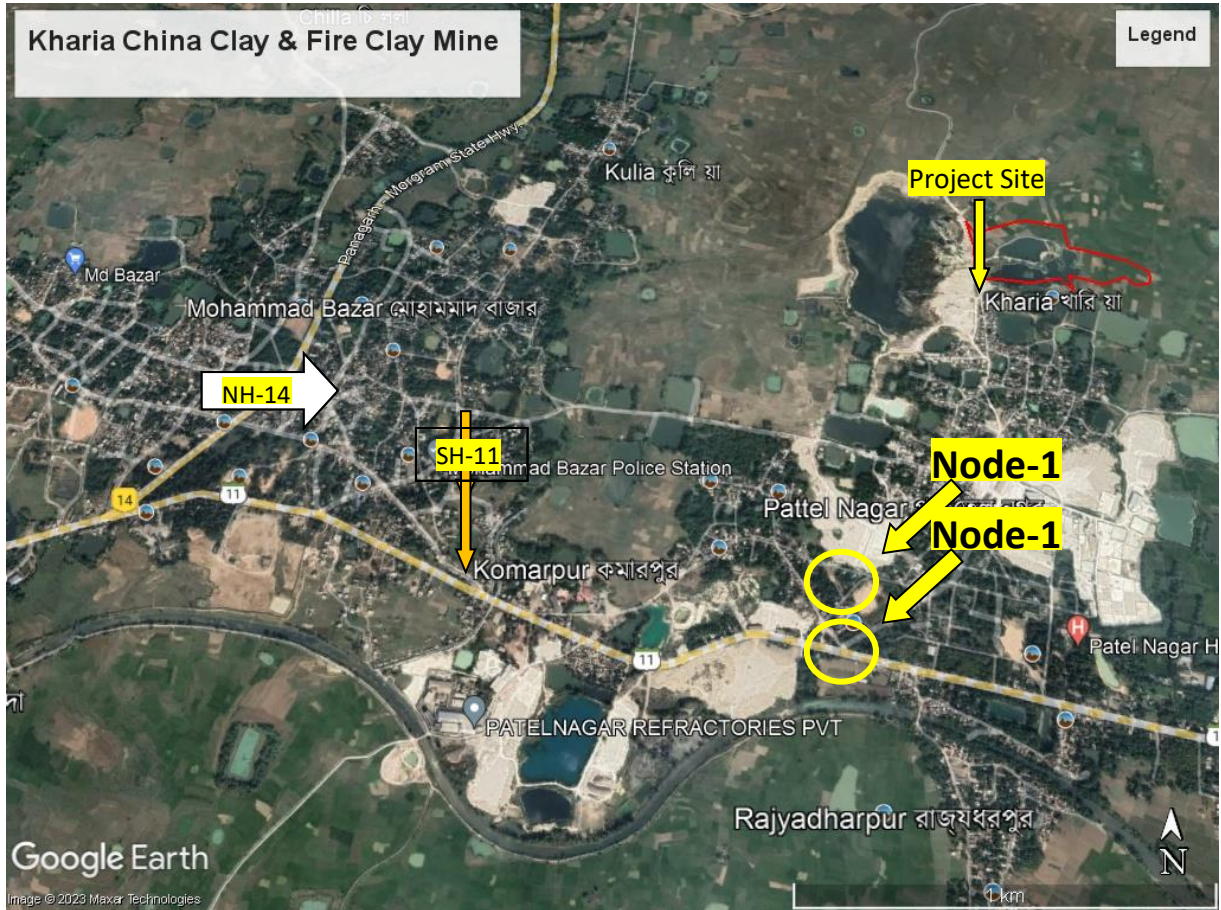 Chilla চিললা
Kharia China Clay & Fire Clay Mine
Legend
Panagarh - Morgram State Hwy.
Kulia কুলি য়া
Project Site
Md Bazar
Mohammad Bazar মোহাম্মাদ বাজার
Kharia খারি য়া
NH-14
SH-11
Mohammad Bazar Police Station
Node-1
14
11
Pattel Nagar
Node-1
Komarpur কমারপুর
11
Patel Nagar H
PATELNAGAR REFRACTORIES PVT
Rajyadharpur রাজ্যধরপুর
N
Google Earth
1 km
Image © 2023 Maxar Technologies